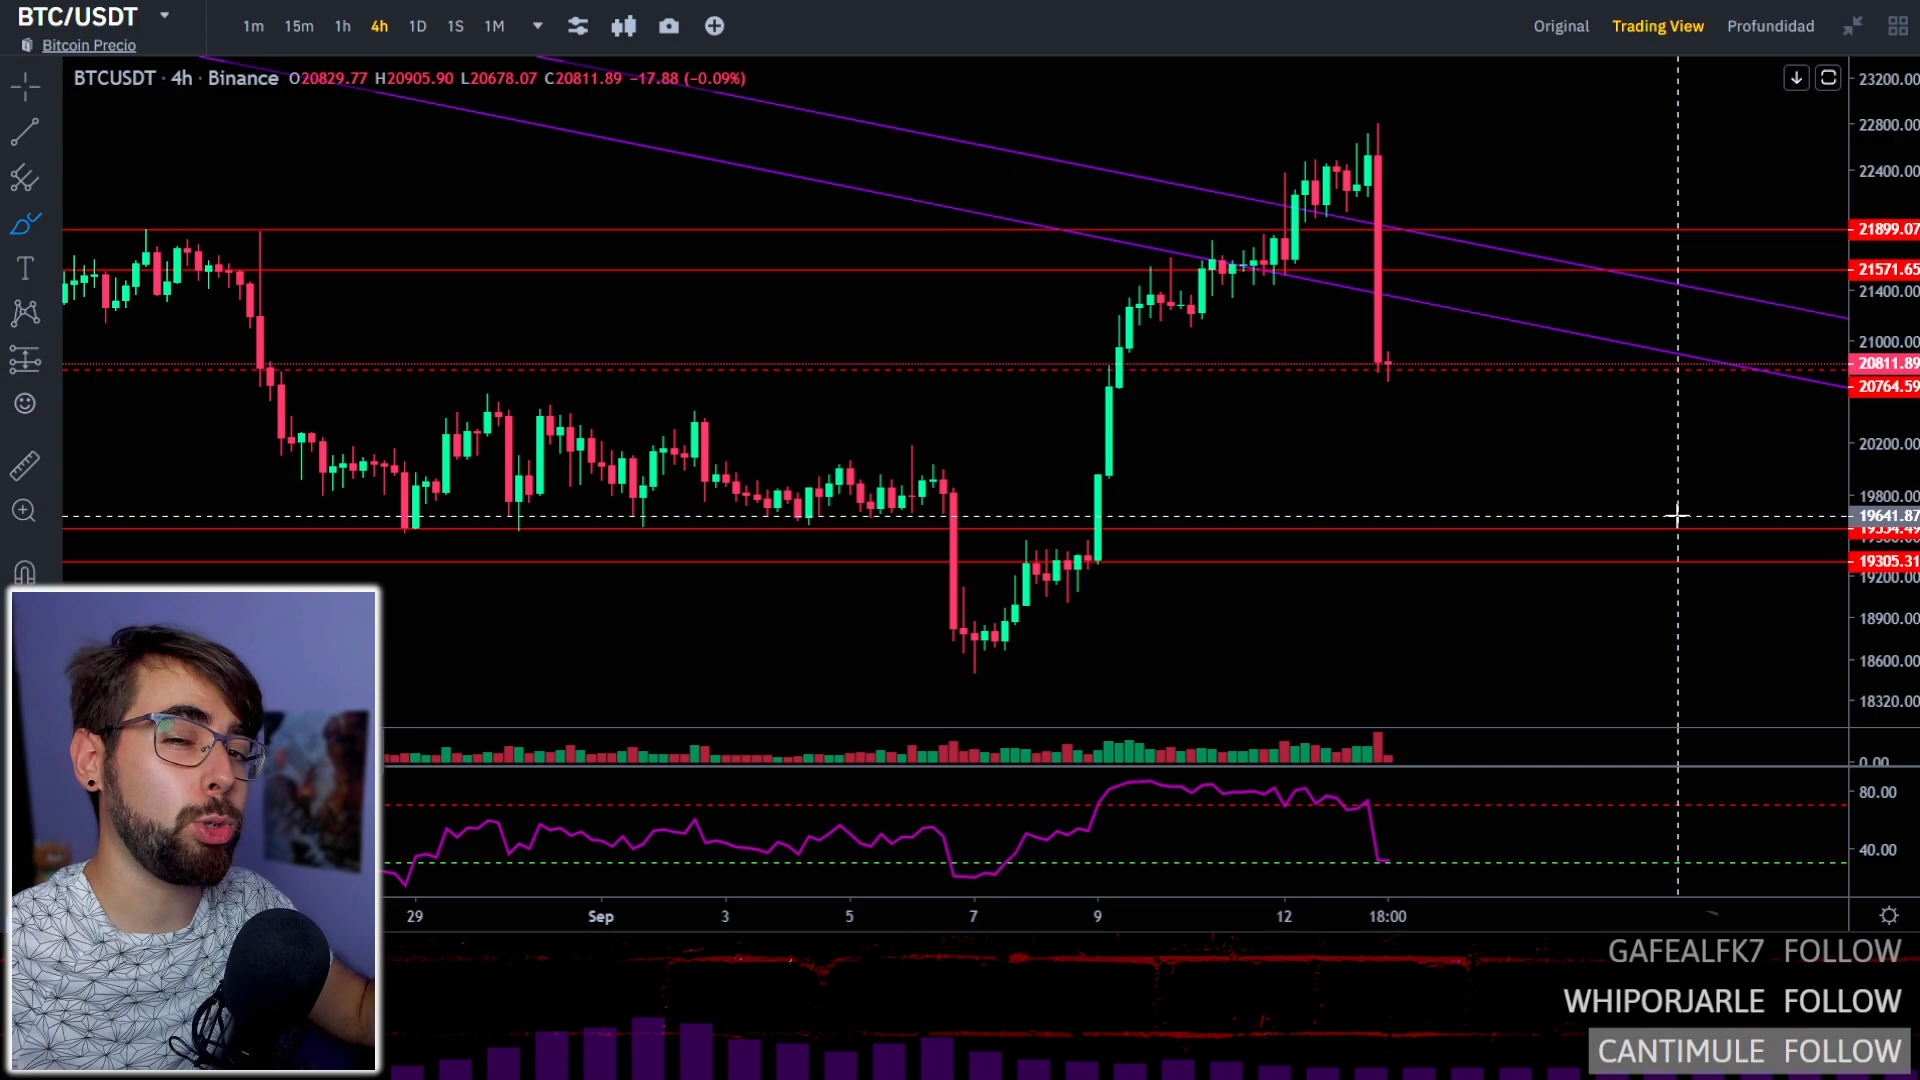 BTC/USDT
Bitcoin Precio
1m 15m 1h 4h 1D 1S 1M
Original Trading View Profundidad
BTCUSDT · 4h · Binance O20829.77 H20905.90 L20678.07 C20811.89 −17.88 (−0.09%)
23200.00
22800.00
22400.00
21899.07
21571.65
21400.00
21000.00
20811.89
20764.59
20200.00
19800.00
19641.87
19305.31
19200.00
18900.00
18600.00
18320.00
0.00
80.00
40.00
29 Sep 3 5 7 9 12 18:00
GAFEALFK7 FOLLOW
WHIPORJARLE FOLLOW
CANTIMULE FOLLOW